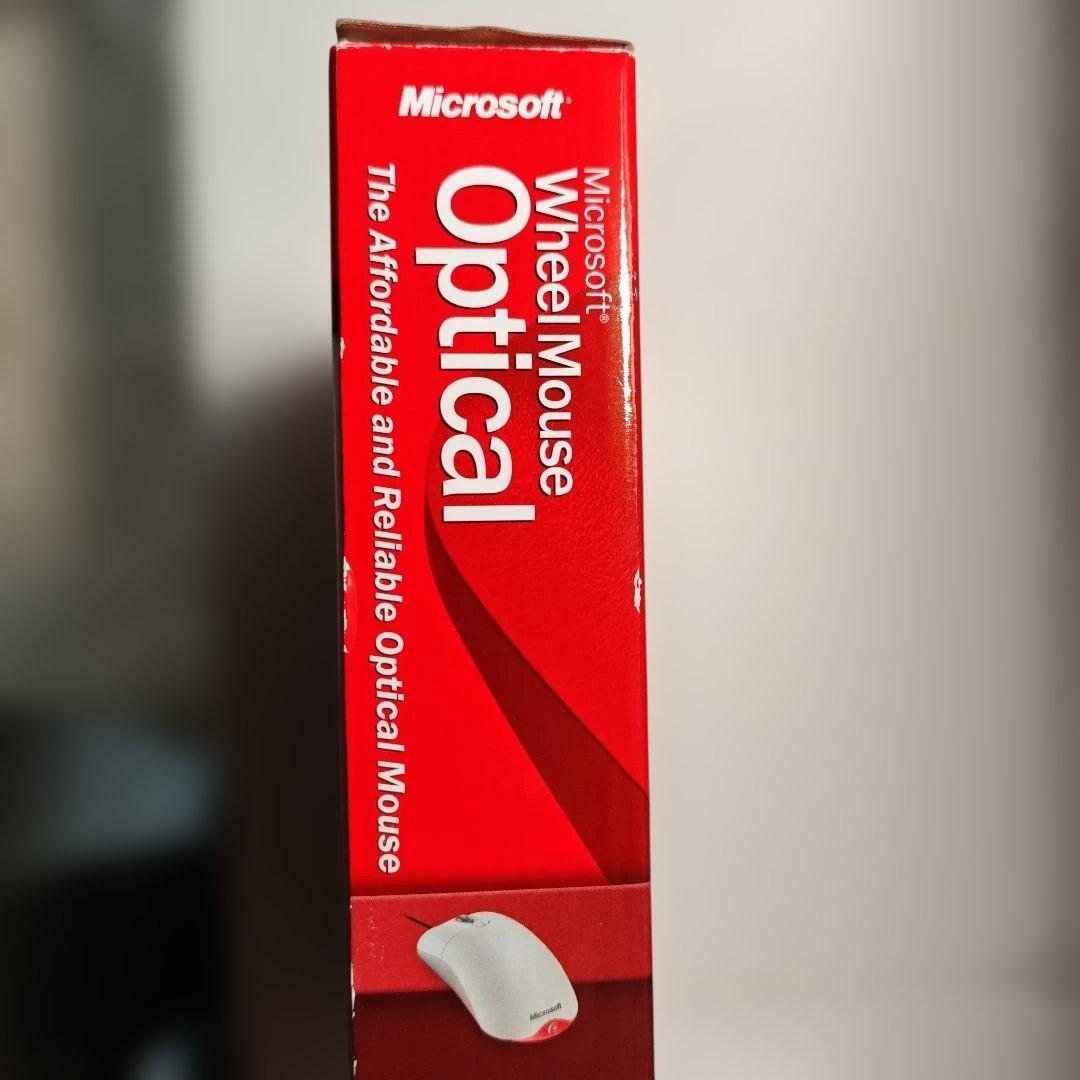 Microsoft®
Microsoft®
Wheel Mouse
Optical
The Affordable and Reliable Optical Mouse
Microsoft